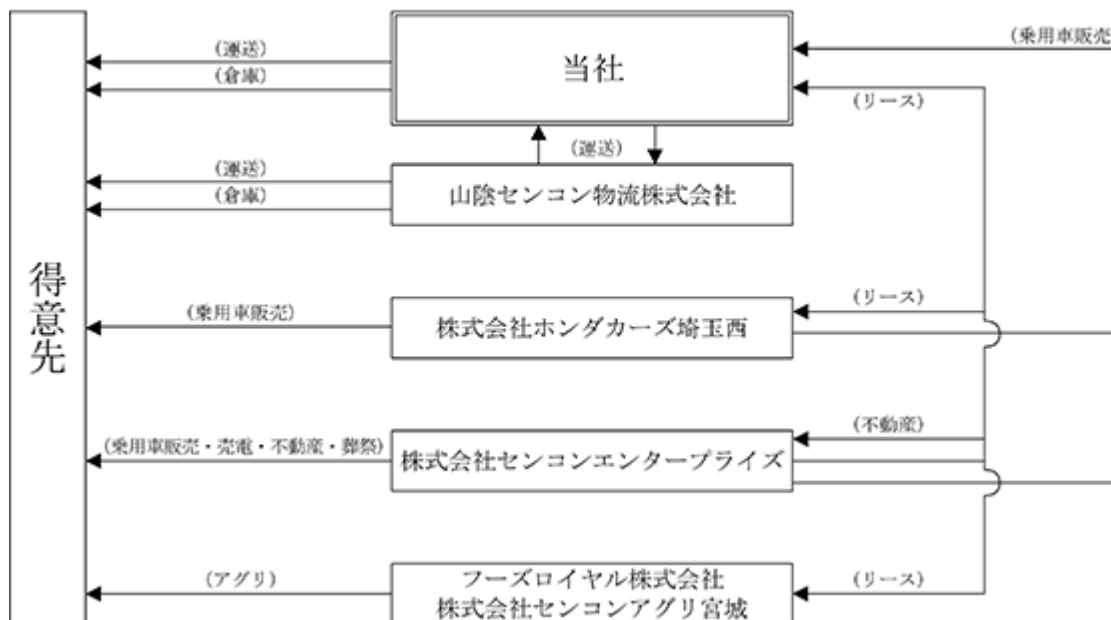 (乗用車販売
(運送)
当社
(倉庫)
(リース)
(運送)
(運送)
山陰センコン物流株式会社
(倉庫)
得意先
(リース)
(乗用車販売)
株式会社ホンダカーズ埼玉西
(不動産)
(乗用車販売・売電・不動産・葬祭)
株式会社センコンエンタープライズ
(アグリ)
フーズロイヤル株式会社
株式会社センコンアグリ宮城
(リース)